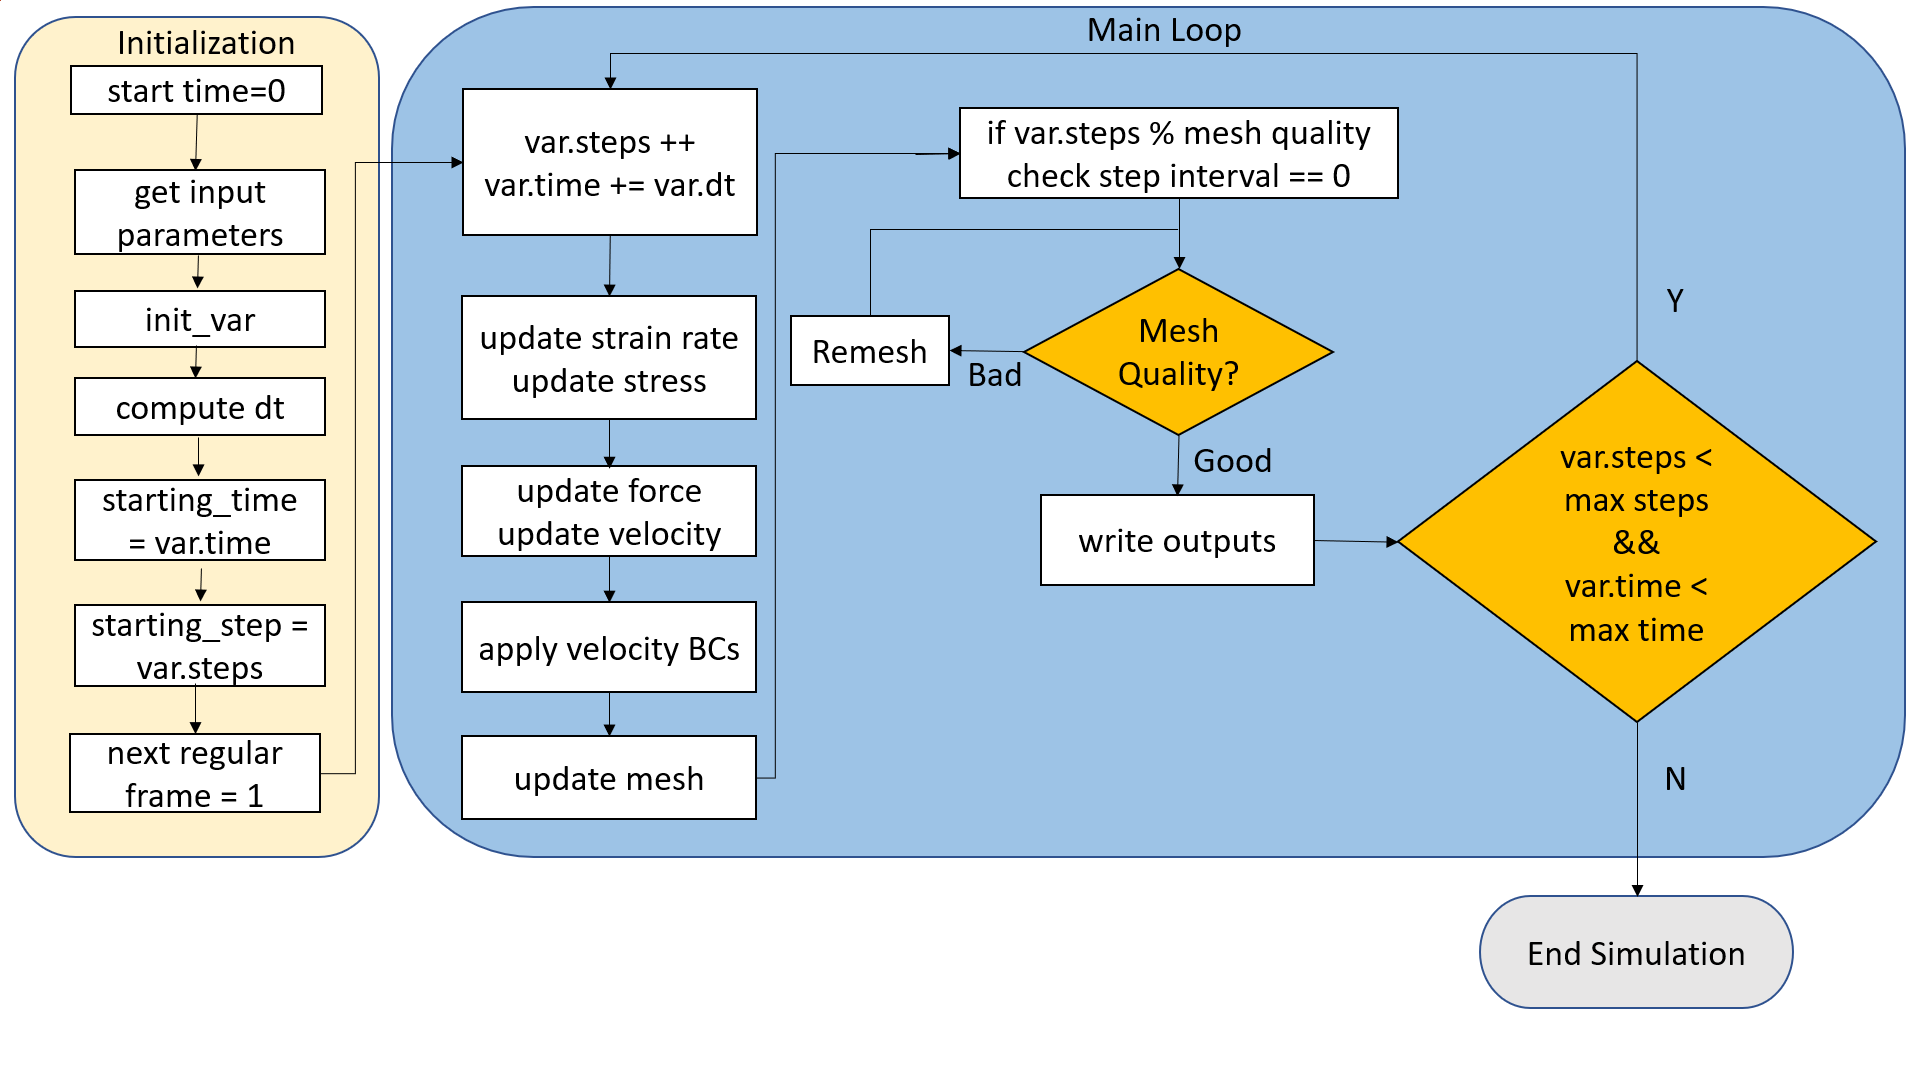 Initialization
start time=0
get input
parameters
init_var
compute dt
starting_time
= var.time
starting_step =
var.steps
next regular
frame = 1
Main Loop
var.steps ++
var.time += var.dt
update strain rate
update stress
update force
update velocity
apply velocity BCs
update mesh
if var.steps % mesh quality
check step interval == 0
Mesh
Quality?
Bad
Remesh
Good
write outputs
var.steps <
max steps
&&
var.time <
max time
Y
N
End Simulation